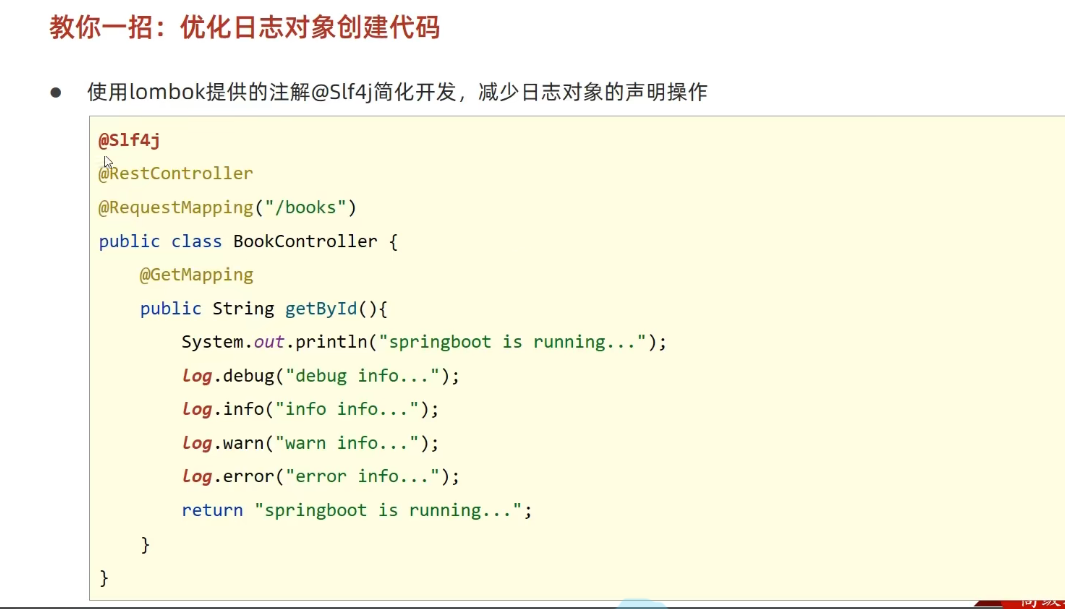 教你一招：优化日志对象创建代码
● 使用lombok提供的注解@Slf4j简化开发，减少日志对象的声明操作
@Slf4j
@RestController
@RequestMapping("/books")
public class BookController {
    @GetMapping
    public String getById(){
        System.out.println("springboot is running...");
        log.debug("debug info...");
        log.info("info info...");
        log.warn("warn info...");
        log.error("error info...");
        return "springboot is running...";
    }
}